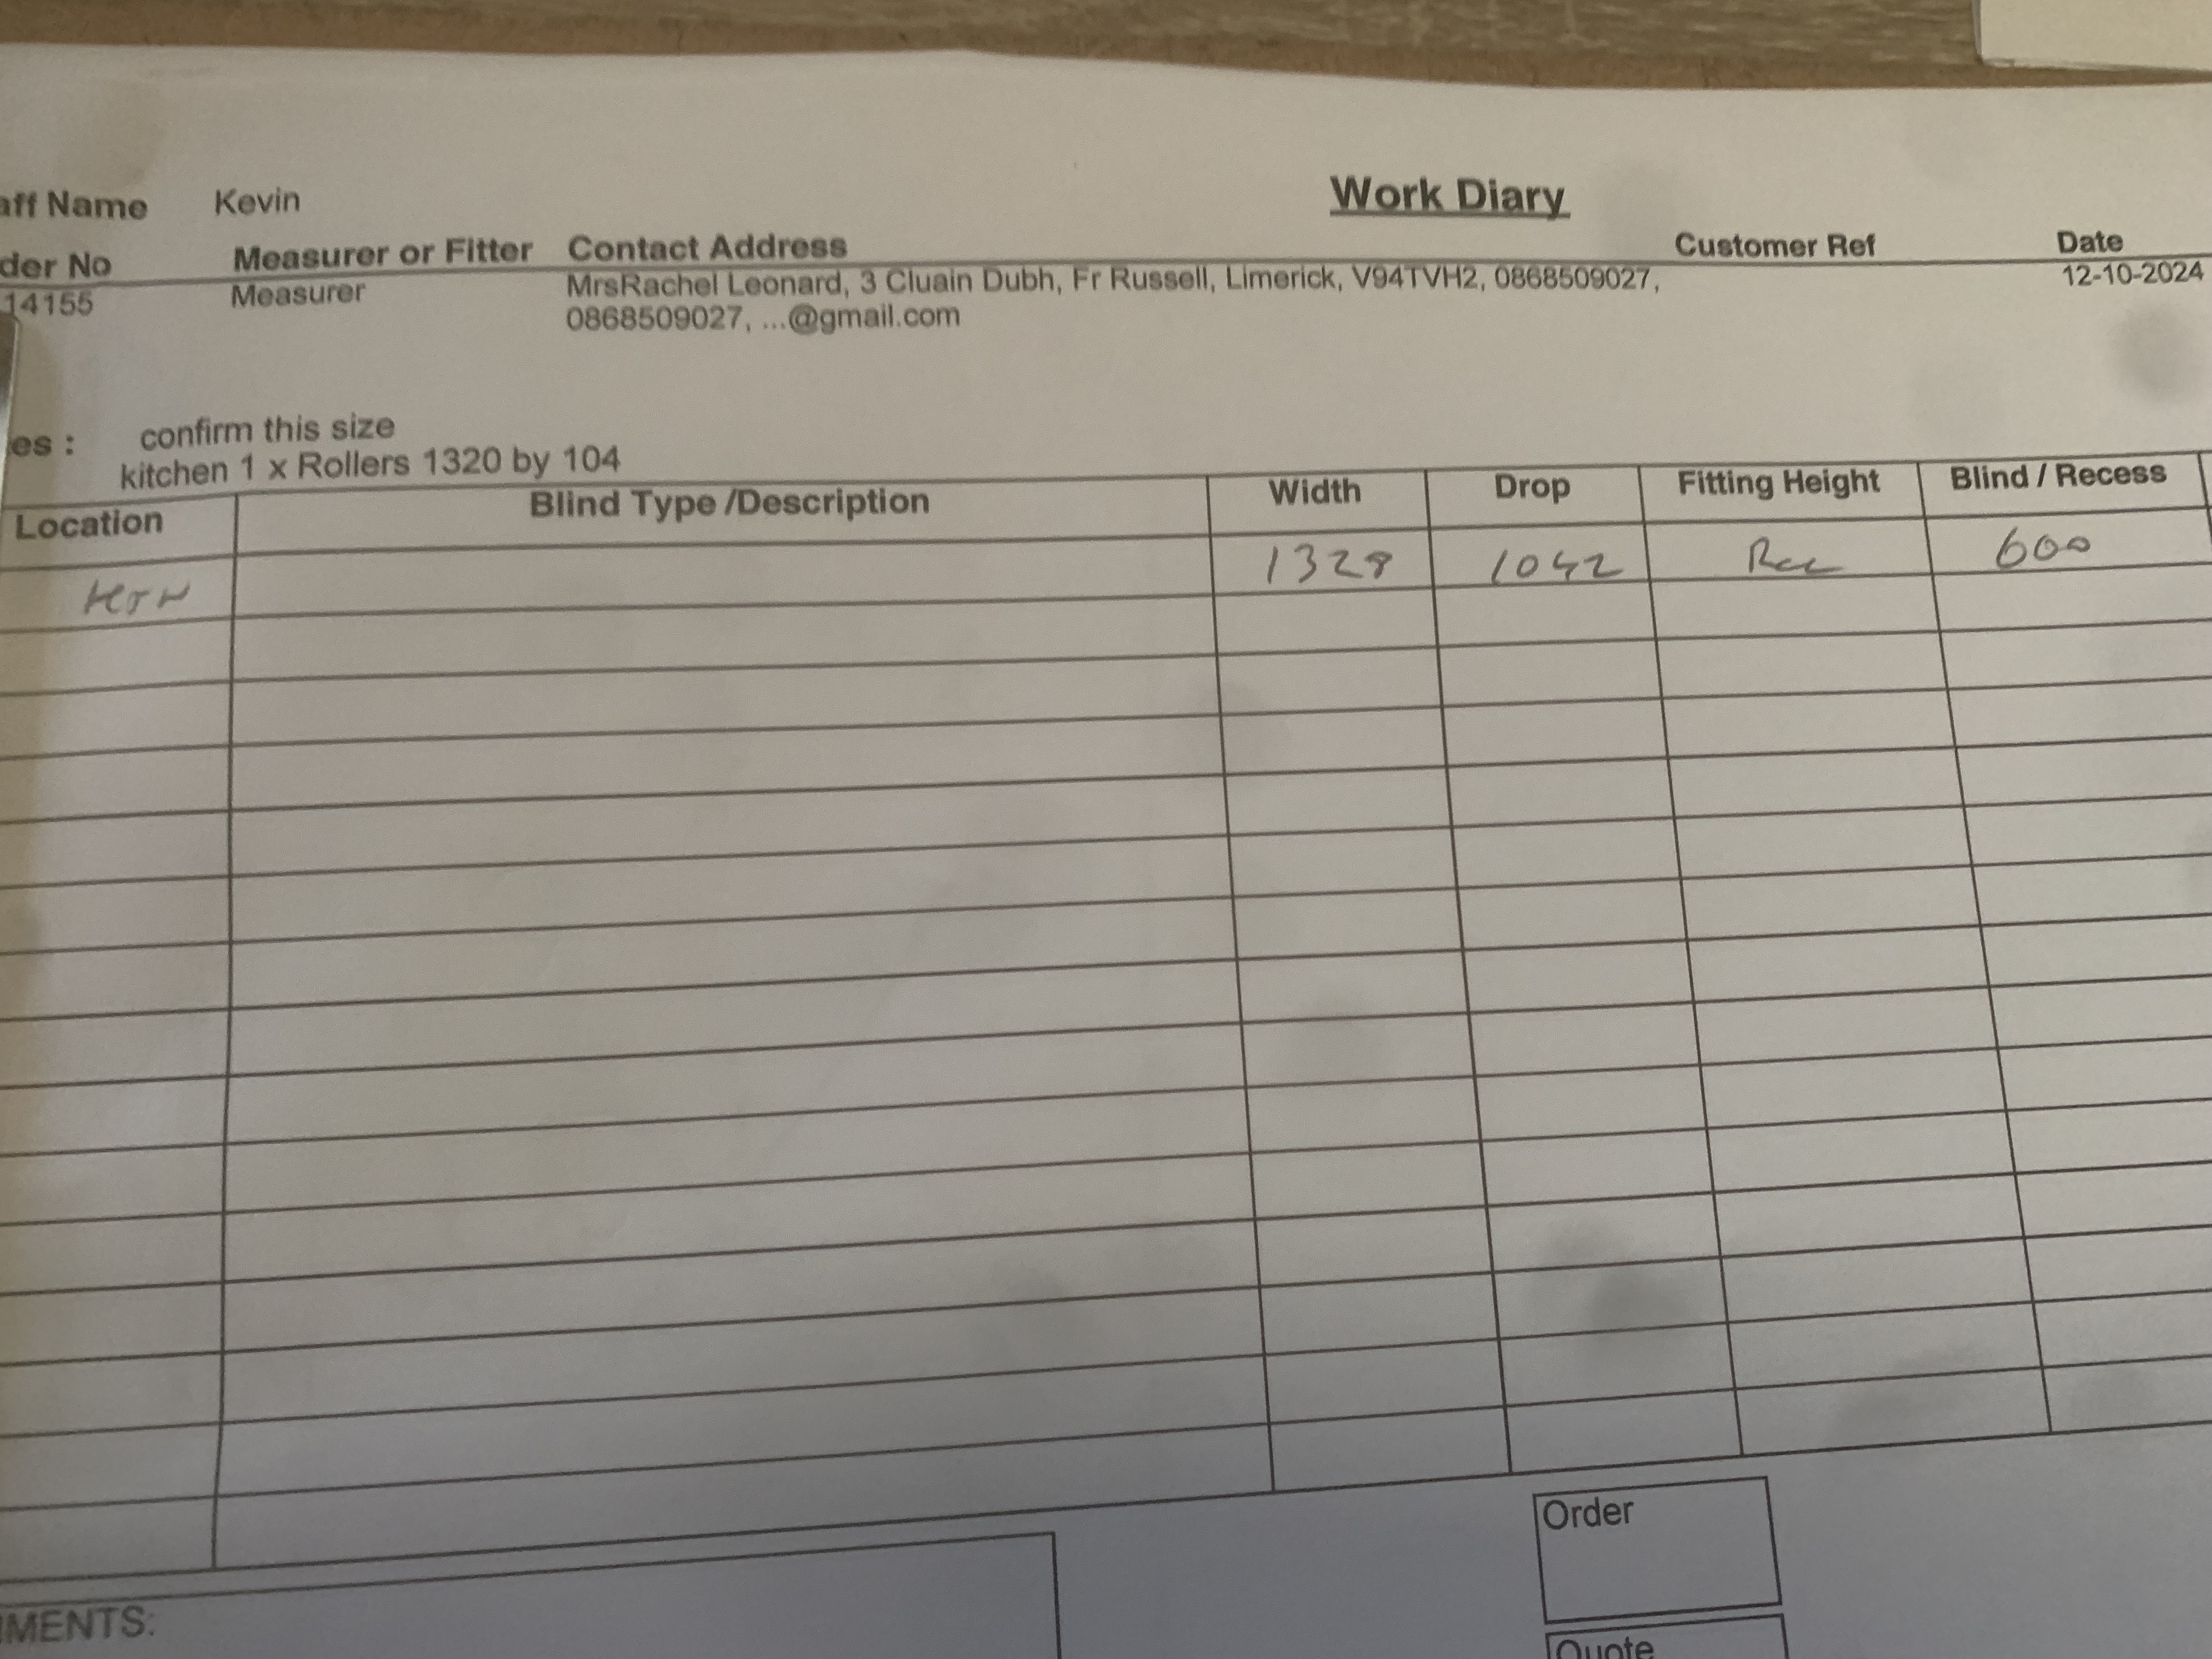 aff Name Kevin
Work Diary
der No Measurer or Fitter Contact Address Customer Ref Date
14155 Measurer MrsRachel Leonard, 3 Cluain Dubh, Fr Russell, Limerick, V94TVH2, 0868509027, 12-10-2024
0868509027, ...@gmail.com
es : confirm this size
kitchen 1 x Rollers 1320 by 104
Location Blind Type /Description Width Drop Fitting Height Blind / Recess
1328 1042 Rec 600
Order
MENTS:
Quote